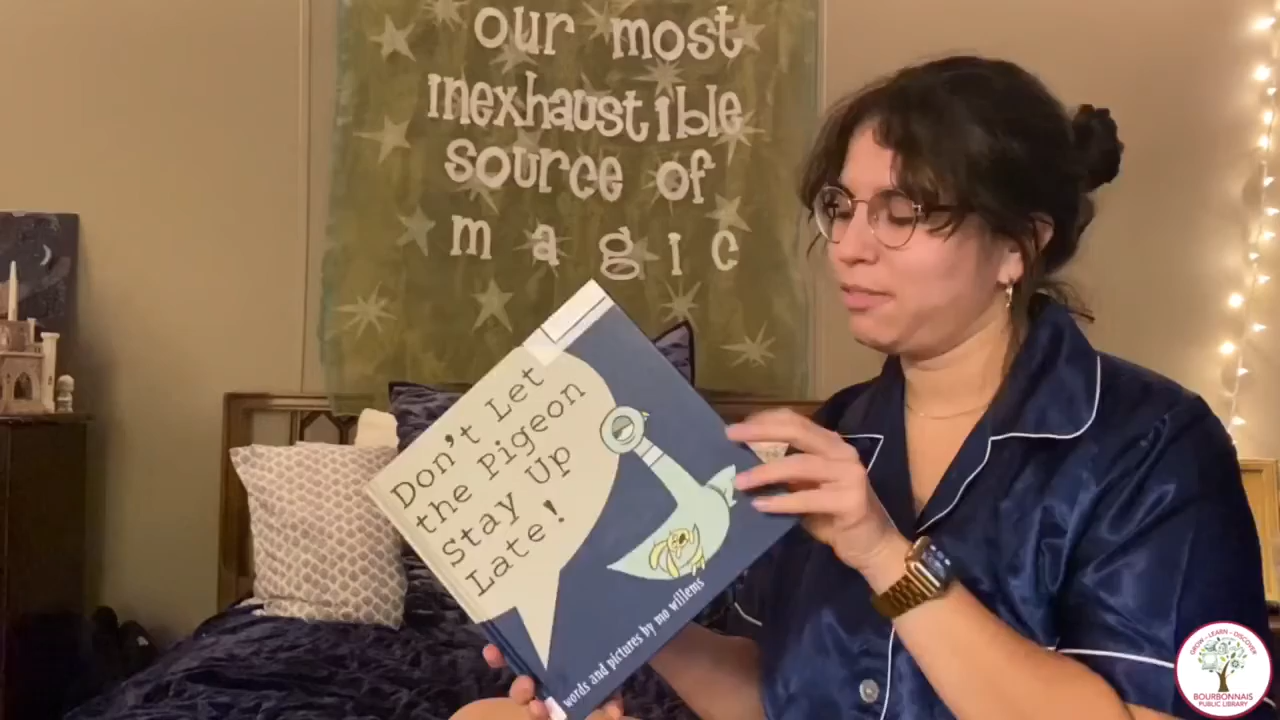 our most
inexhaustible
source of
magic
Don't Let
the Pigeon
Stay Up
Late!
words and pictures by mo willems
GROW - LEARN - DISCOVER
BOURBONNAIS
PUBLIC LIBRARY